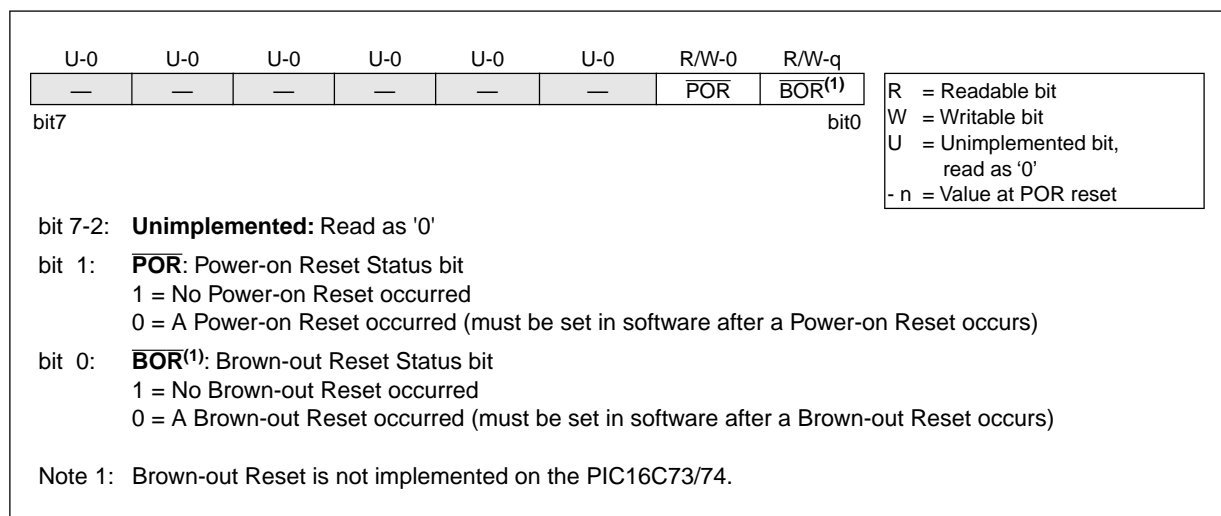 U-0 U-0 U-0 U-0 U-0 U-0 R/W-0 R/W-q
— — — — — — P̅O̅R̅ B̅O̅R̅(1)
bit7 bit0
R = Readable bit
W = Writable bit
U = Unimplemented bit,
read as ‘0’
- n = Value at POR reset
bit 7-2: Unimplemented: Read as '0'
bit 1: P̅O̅R̅: Power-on Reset Status bit
1 = No Power-on Reset occurred
0 = A Power-on Reset occurred (must be set in software after a Power-on Reset occurs)
bit 0: B̅O̅R̅(1): Brown-out Reset Status bit
1 = No Brown-out Reset occurred
0 = A Brown-out Reset occurred (must be set in software after a Brown-out Reset occurs)
Note 1: Brown-out Reset is not implemented on the PIC16C73/74.